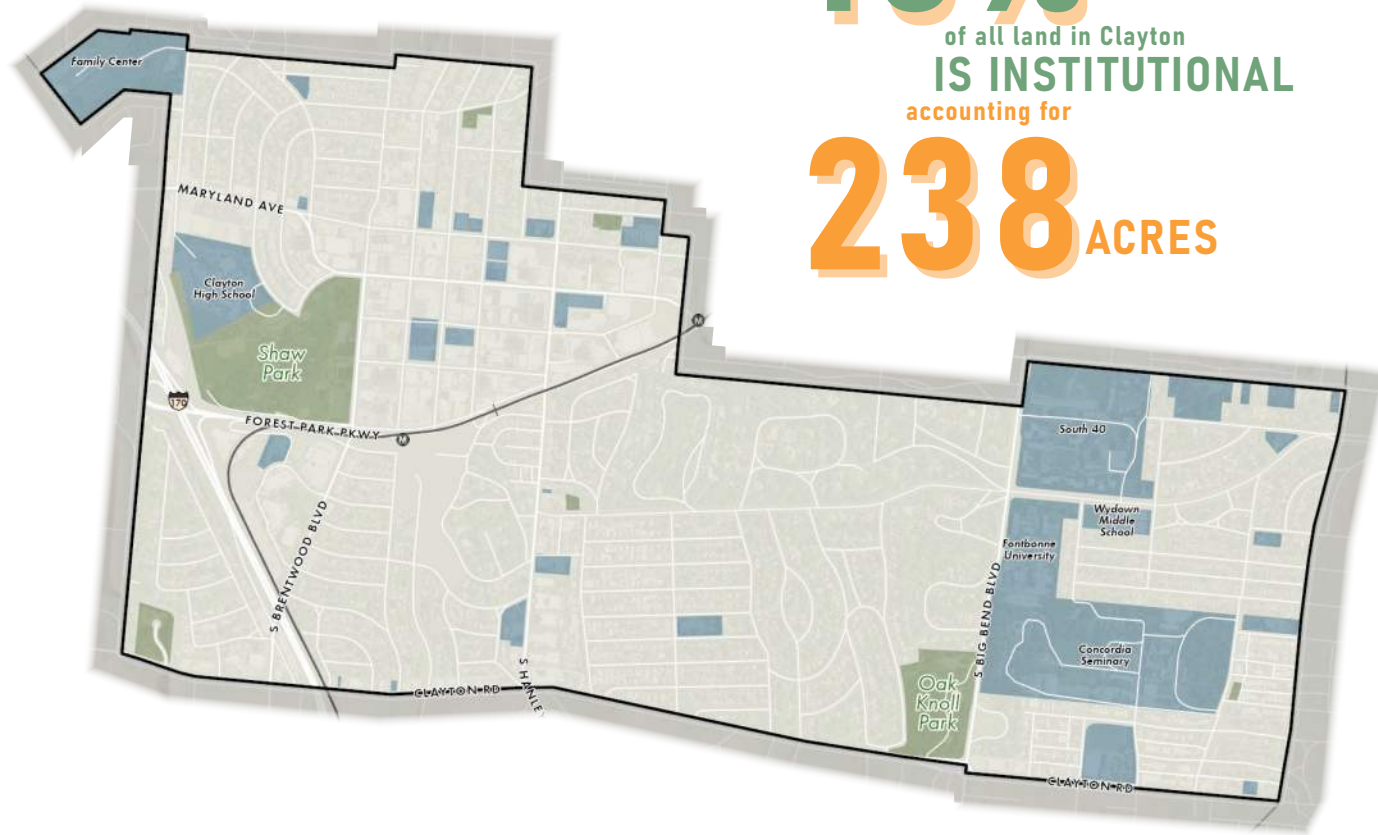 of all land in Clayton
IS INSTITUTIONAL
accounting for
238 ACRES
Family Center
MARYLAND AVE
Clayton
High School
Shaw
Park
170
FOREST PARK PKWY
M
M
S BRENTWOOD BLVD
South 40
Wydown
Middle
School
Fontbonne
University
S BIG BEND BLVD
Concordia
Seminary
Oak
Knoll
Park
S HANLEY
CLAYTON RD
CLAYTON RD